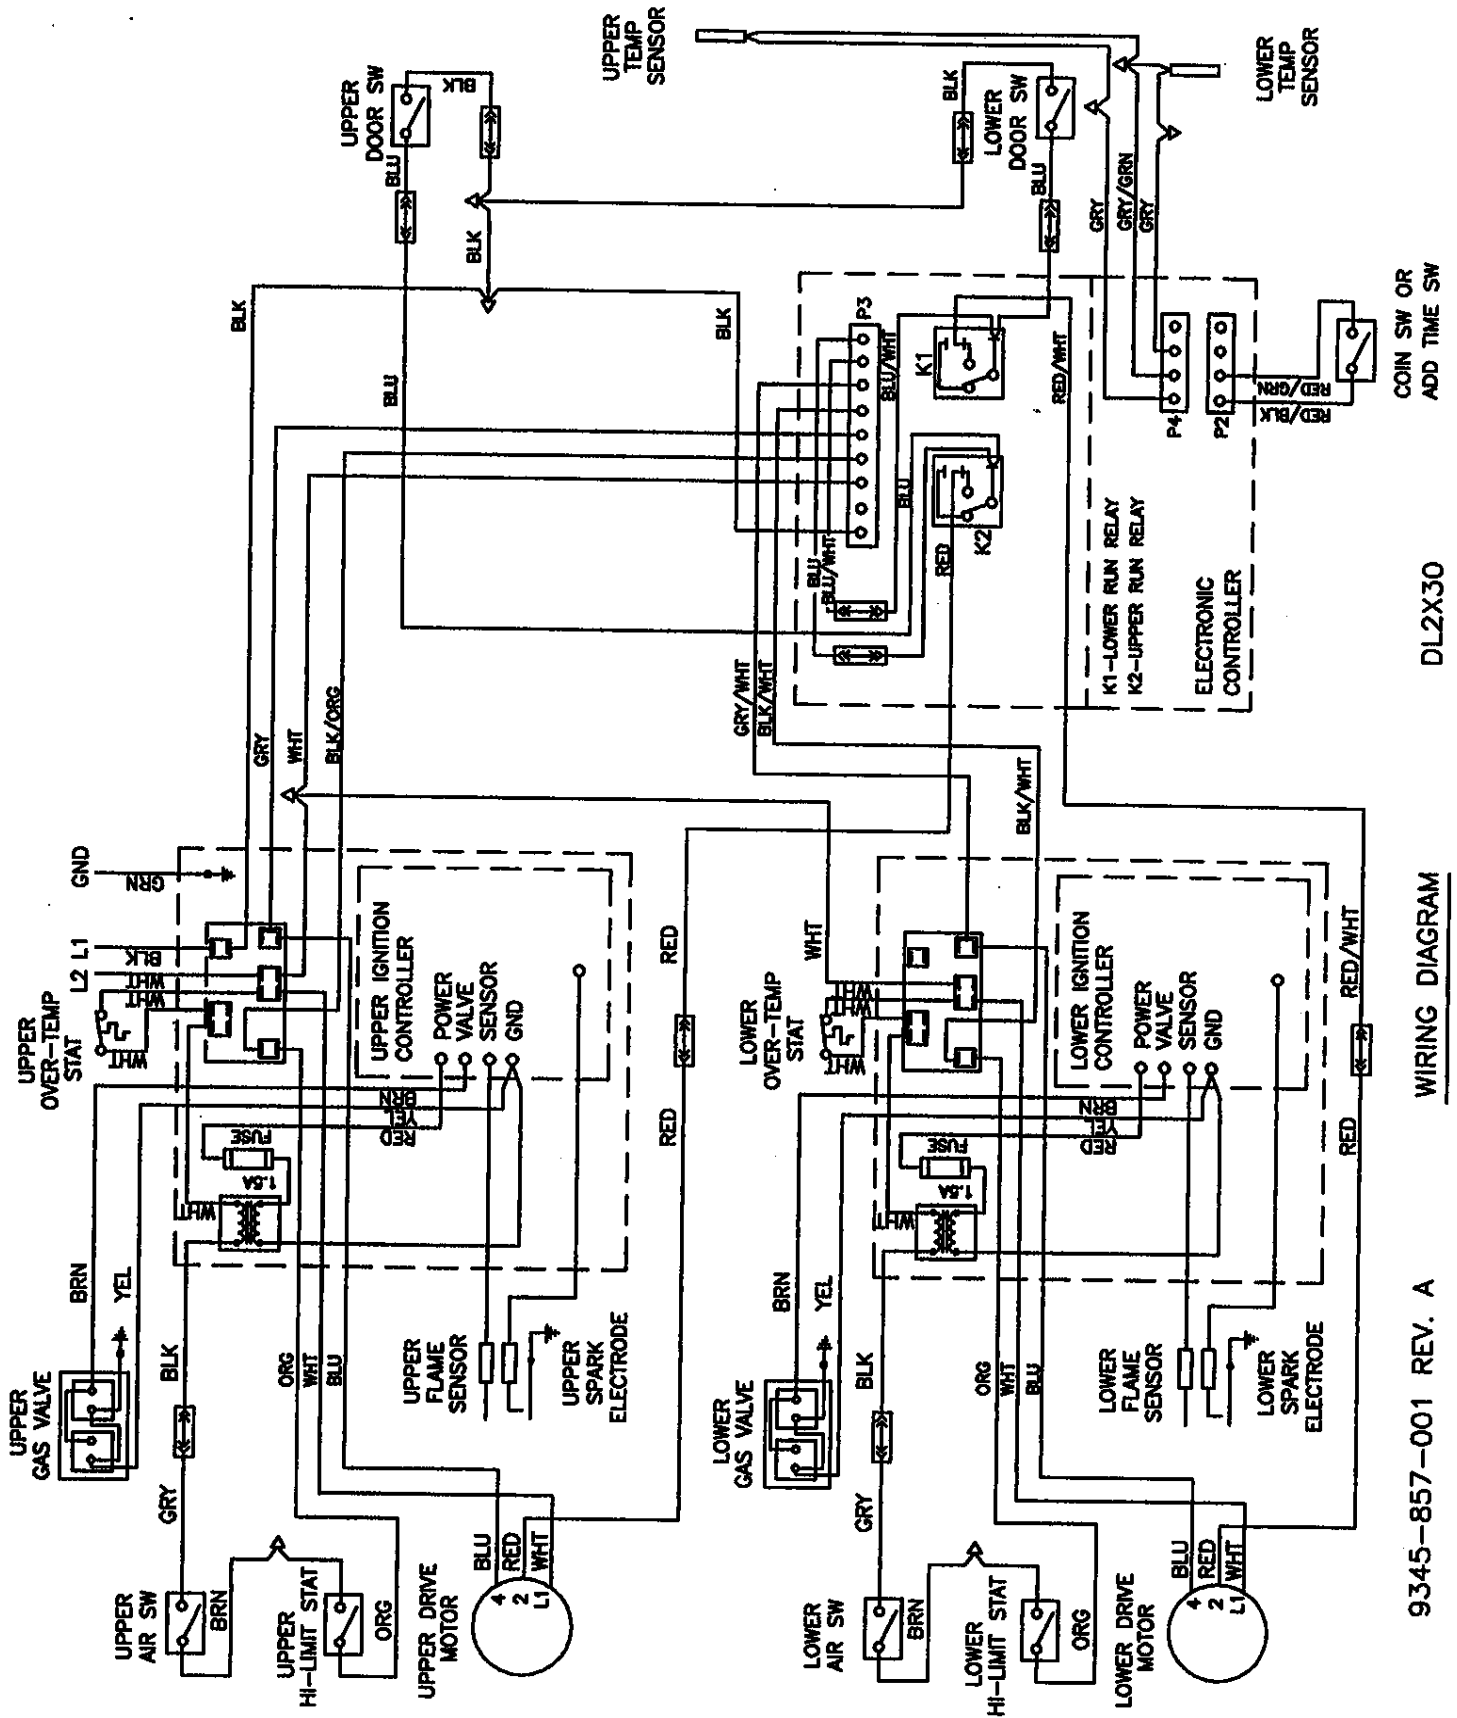 UPPER
TEMP
SENSOR
UPPER
DOOR SW
BLK
BLU
BLK
LOWER
DOOR SW
BLK
BLU
LOWER
TEMP
SENSOR
GRY
GRY/GRN
GRY
COIN SW OR
ADD TIME SW
RED/GRN
RED/BLK
P4
P2
BLK
BLU
BLK
P3
BLU/WHT
K1
RED/WHT
BLU
BLU
BLU/WHT
RED
K2
K1-LOWER RUN RELAY
K2-UPPER RUN RELAY
ELECTRONIC
CONTROLLER
DL2X30
GRY
WHT
BLK/ORG
GRY/WHT
BLK/WHT
BLK/WHT
GND
GRN
L1
BLK
L2
WHT
WHT
UPPER
OVER-TEMP
STAT
WHT
UPPER IGNITION
CONTROLLER
POWER
VALVE
SENSOR
GND
BRN
YEL
RED
FUSE
1.5A
WHT
RED
RED
WHT
LOWER
OVER-TEMP
STAT
WHT
WHT
WHT
LOWER IGNITION
CONTROLLER
POWER
VALVE
SENSOR
GND
BRN
YEL
RED
FUSE
1.5A
WHT
RED/WHT
RED
WIRING DIAGRAM
BRN
YEL
UPPER
GAS VALVE
BLK
GRY
ORG
WHT
BLU
UPPER
FLAME
SENSOR
UPPER
SPARK
ELECTRODE
UPPER
AIR SW
BRN
UPPER
HI-LIMIT STAT
ORG
UPPER DRIVE
MOTOR
BLU
RED
WHT
4
2
L1
BRN
YEL
LOWER
GAS VALVE
BLK
GRY
ORG
WHT
BLU
LOWER
FLAME
SENSOR
LOWER
SPARK
ELECTRODE
LOWER
AIR SW
BRN
LOWER
HI-LIMIT STAT
ORG
LOWER DRIVE
MOTOR
BLU
RED
WHT
4
2
L1
9345-857-001 REV. A